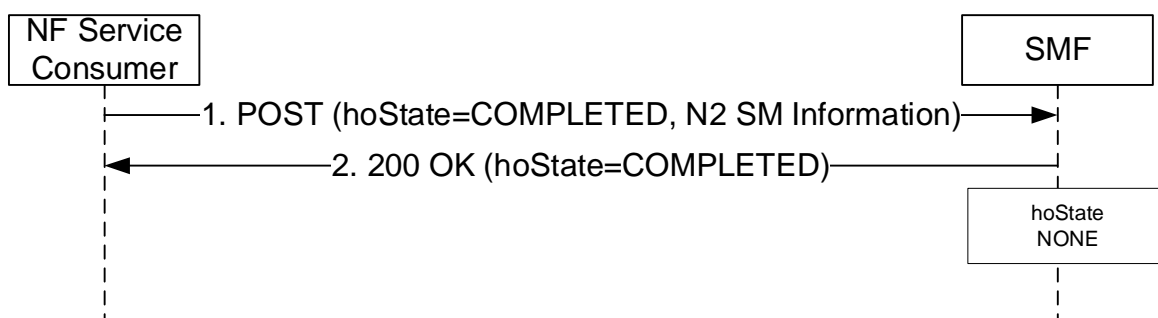 NF Service
Consumer
SMF
1. POST (hoState=COMPLETED, N2 SM Information)
2. 200 OK (hoState=COMPLETED)
hoState
NONE